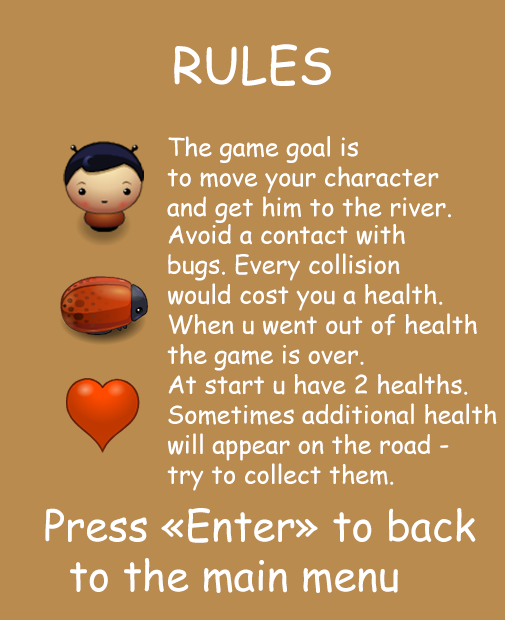 RULES
The game goal is
to move your character
and get him to the river.
Avoid a contact with
bugs. Every collision
would cost you a health.
When u went out of health
the game is over.
At start u have 2 healths.
Sometimes additional health
will appear on the road -
try to collect them.
Press «Enter» to back
to the main menu